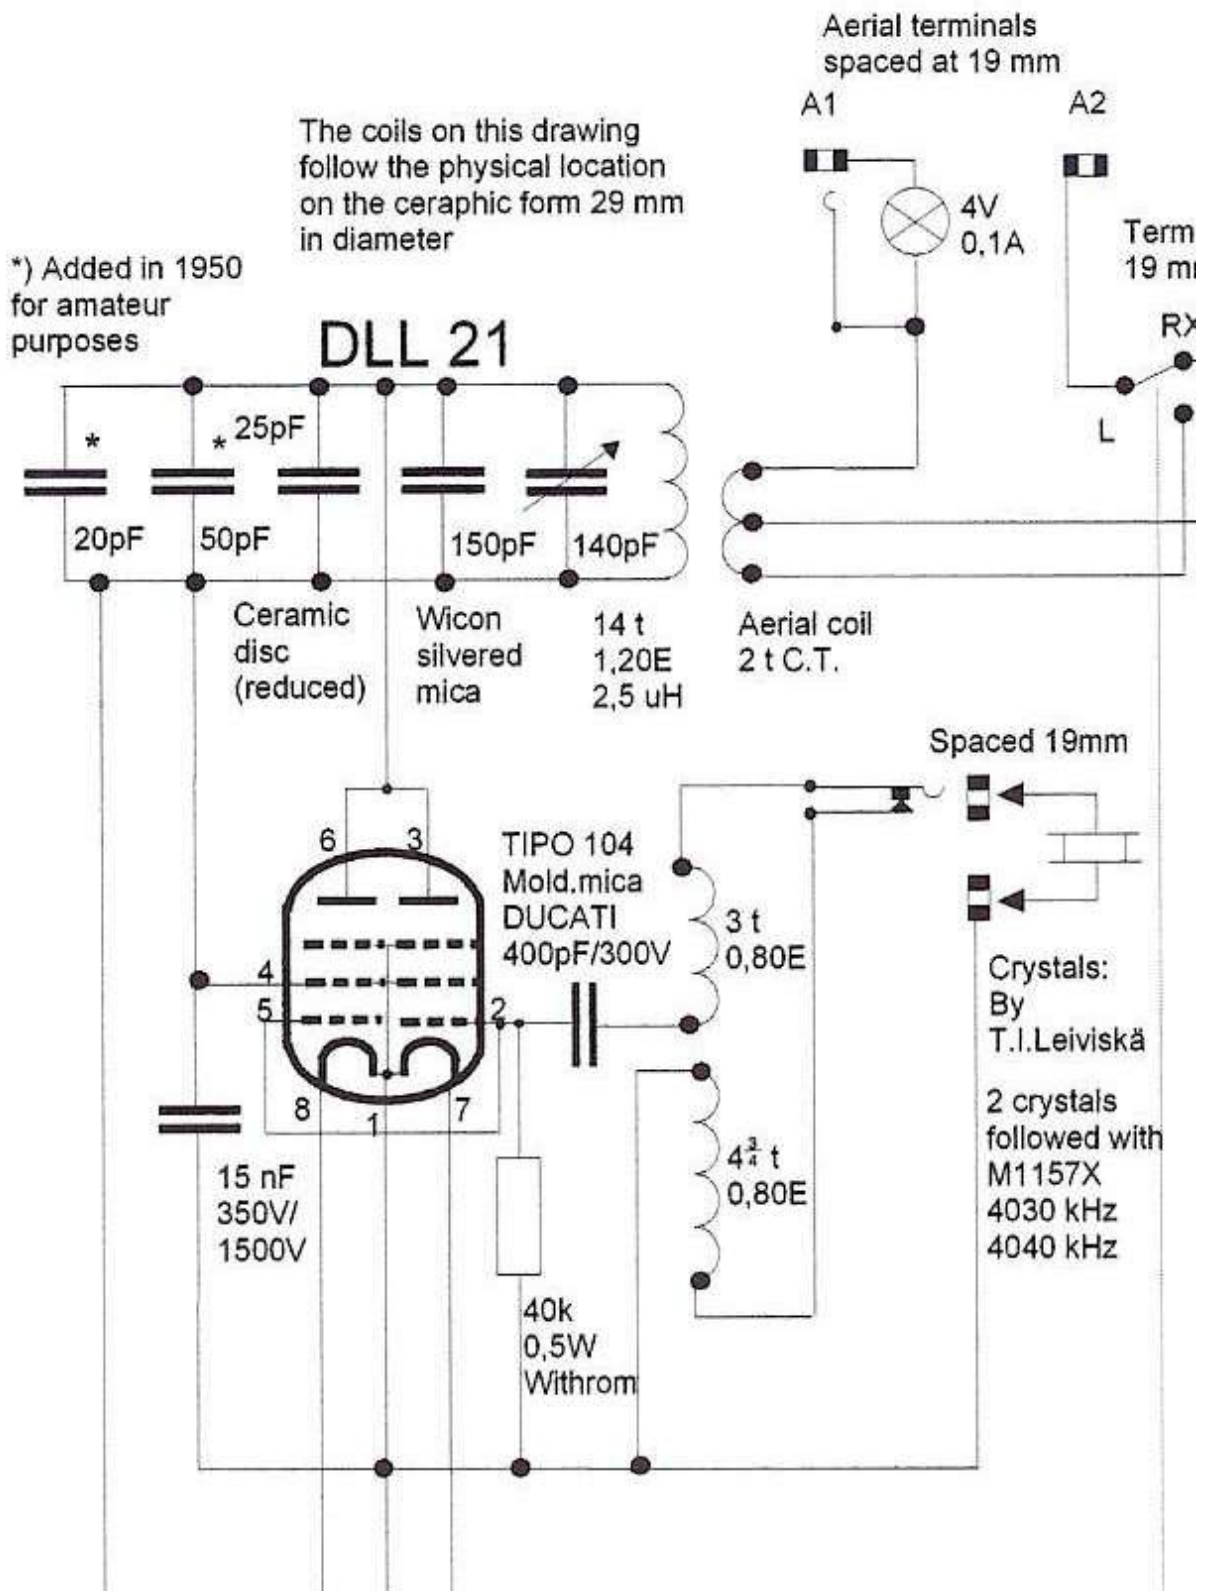 Aerial terminals
spaced at 19 mm
A1
A2
The coils on this drawing
follow the physical location
on the ceraphic form 29 mm
in diameter
4V
0,1A
Term
19 m
*) Added in 1950
for amateur
purposes
DLL 21
RX
L
*
*
25pF
20pF
50pF
150pF
140pF
Ceramic
disc
(reduced)
Wicon
silvered
mica
14 t
1,20E
2,5 uH
Aerial coil
2 t C.T.
Spaced 19mm
6
3
TIPO 104
Mold.mica
DUCATI
400pF/300V
3 t
0,80E
4
5
2
Crystals:
By
T.I.Leiviskä
8
1
7
2 crystals
followed with
M1157X
4030 kHz
4040 kHz
4¾ t
0,80E
15 nF
350V/
1500V
40k
0,5W
Withrom